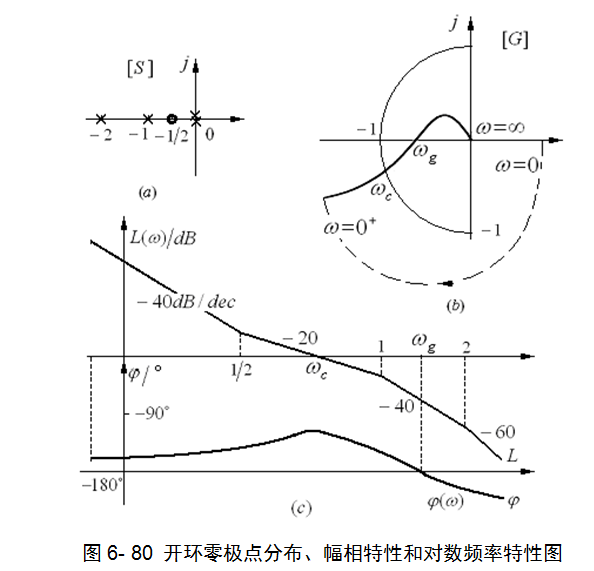 [S] j
-2 -1 -1/2 0
(a)
j [G]
-1 ω=∞
ω_g ω=0
ω_c
ω=0⁺ -1
(b)
L(ω)/dB
-40dB/dec
-20 1 ω_g 2
1/2 ω_c
φ/°
-40
-90°
-60
L
-180° (c) φ(ω) φ
图 6- 80 开环零极点分布、幅相特性和对数频率特性图